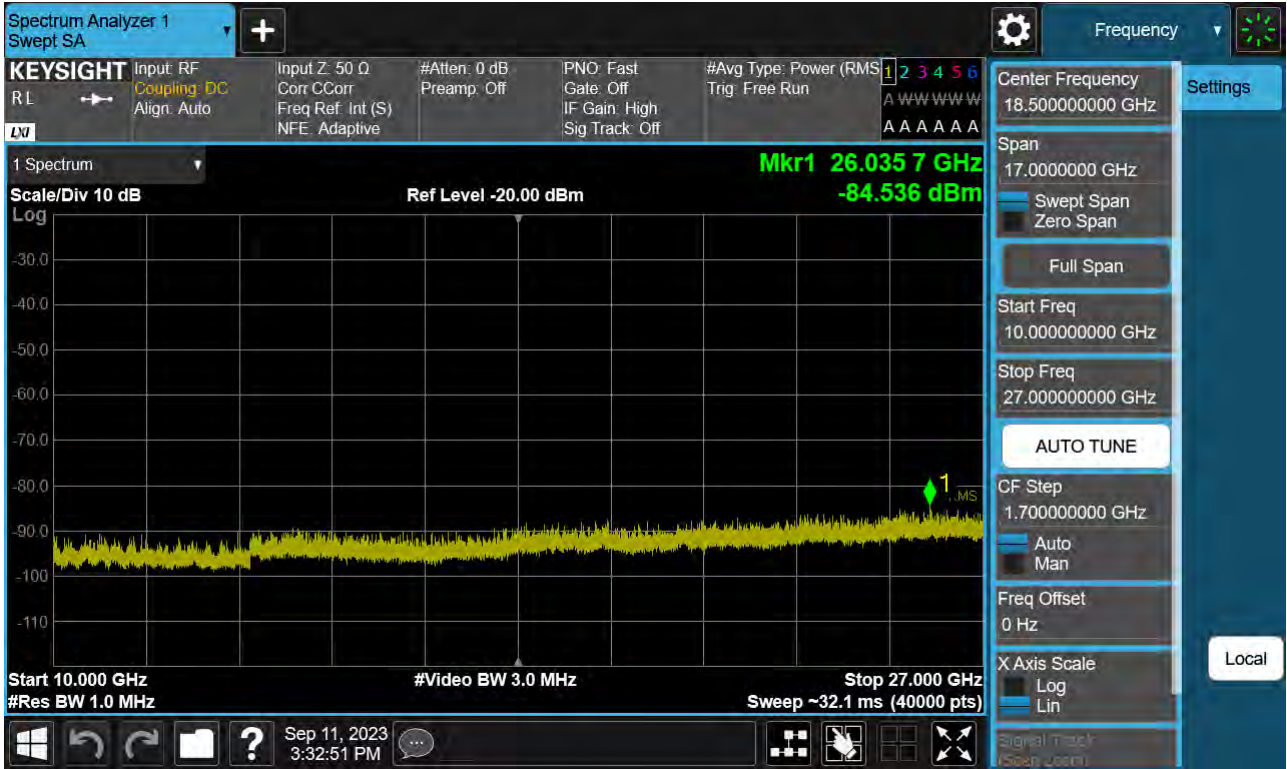 Spectrum Analyzer 1
Swept SA
+
Frequency
KEYSIGHT
R L
LXI
Input: RF
Coupling: DC
Align: Auto
Input Z: 50 Ω
Corr CCorr
Freq Ref: Int (S)
NFE: Adaptive
#Atten: 0 dB
Preamp: Off
PNO: Fast
Gate: Off
IF Gain: High
Sig Track: Off
#Avg Type: Power (RMS
Trig: Free Run
1 2 3 4 5 6
A W W W W W
A A A A A A
1 Spectrum
Scale/Div 10 dB
Log
Ref Level -20.00 dBm
Mkr1 26.035 7 GHz
-84.536 dBm
-30.0
-40.0
-50.0
-60.0
-70.0
-80.0
-90.0
-100
-110
1
Start 10.000 GHz
#Res BW 1.0 MHz
#Video BW 3.0 MHz
Stop 27.000 GHz
Sweep ~32.1 ms (40000 pts)
Center Frequency
18.500000000 GHz
Settings
Span
17.0000000 GHz
Swept Span
Zero Span
Full Span
Start Freq
10.000000000 GHz
Stop Freq
27.000000000 GHz
AUTO TUNE
CF Step
1.700000000 GHz
Auto
Man
Freq Offset
0 Hz
X Axis Scale
Log
Lin
Local
Signal Track
(Span Zoom)
?
Sep 11, 2023
3:32:51 PM